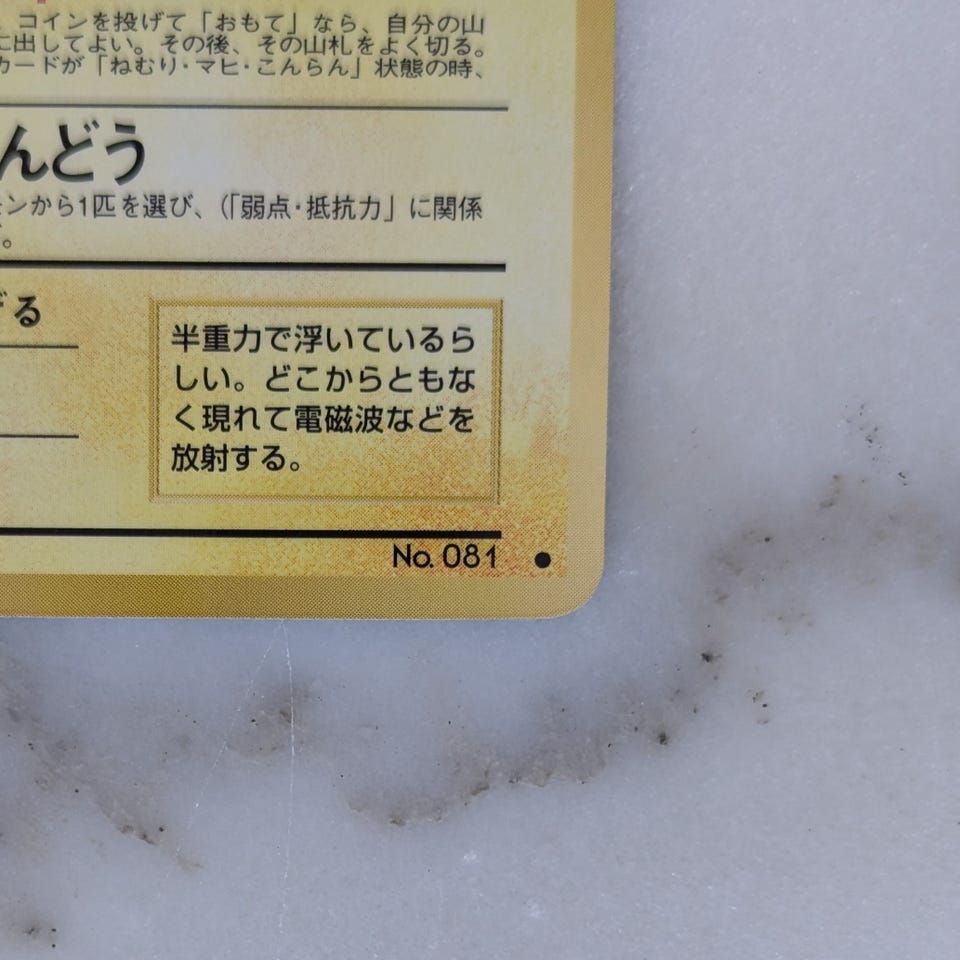 コインを投げて「おもて」なら、自分の山
に出してよい。その後、その山札をよく切る。
カードが「ねむり・マヒ・こんらん」状態の時、
んどう
ンから1匹を選び、（「弱点・抵抗力」に関係
。
げる
半重力で浮いているら
しい。どこからともな
く現れて電磁波などを
放射する。
No. 081 ●